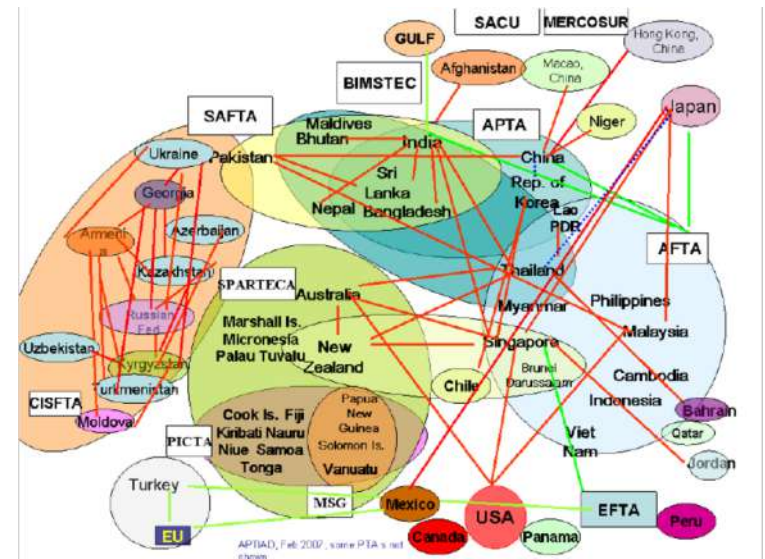 SACU
MERCOSUR
GULF
Hong Kong,
China
BIMSTEC
Afghanistan
Macao,
China
SAFTA
Japan
Maldives
Bhutan
India
APTA
Niger
Ukraine
Pakistan
China
Sri
Lanka
Rep. of
Korea
Georgia
Nepal
Bangladesh
Lao
PDR
Armeni
a
Azerbaijan
AFTA
Kazakhstan
SPARTECA
Australia
Thailand
Myanmar
Philippines
Russian
Fed
Marshall Is.
Micronesia
Palau Tuvalu
New
Zealand
Singapore
Malaysia
Uzbekistan
Kyrgyzstan
Brunei
Darussalam
Cambodia
CISFTA
Turkmenistan
Chile
Indonesia
Moldova
PICTA
Cook Is. Fiji
Kiribati Nauru
Niue Samoa
Tonga
Papua
New
Guinea
Solomon Is.
Vanuatu
Bahrain
Qatar
Viet
Nam
Jordan
Turkey
MSG
Mexico
USA
EFTA
Peru
EU
Canada
Panama
APTIAD, Feb 2007, some PTA s not
shown